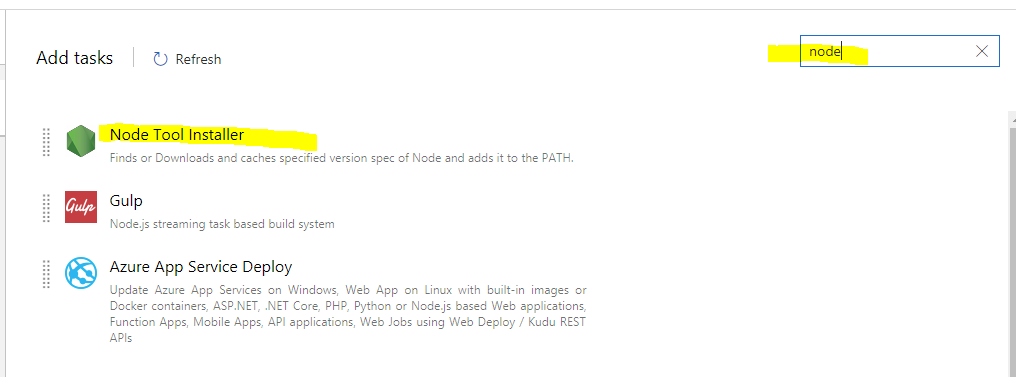 Add tasks
Refresh
node
Node Tool Installer
Finds or Downloads and caches specified version spec of Node and adds it to the PATH.
Gulp
Gulp
Node.js streaming task based build system
Azure App Service Deploy
Update Azure App Services on Windows, Web App on Linux with built-in images or
Docker containers, ASP.NET, .NET Core, PHP, Python or Node.js based Web applications,
Function Apps, Mobile Apps, API applications, Web Jobs using Web Deploy / Kudu REST
APIs